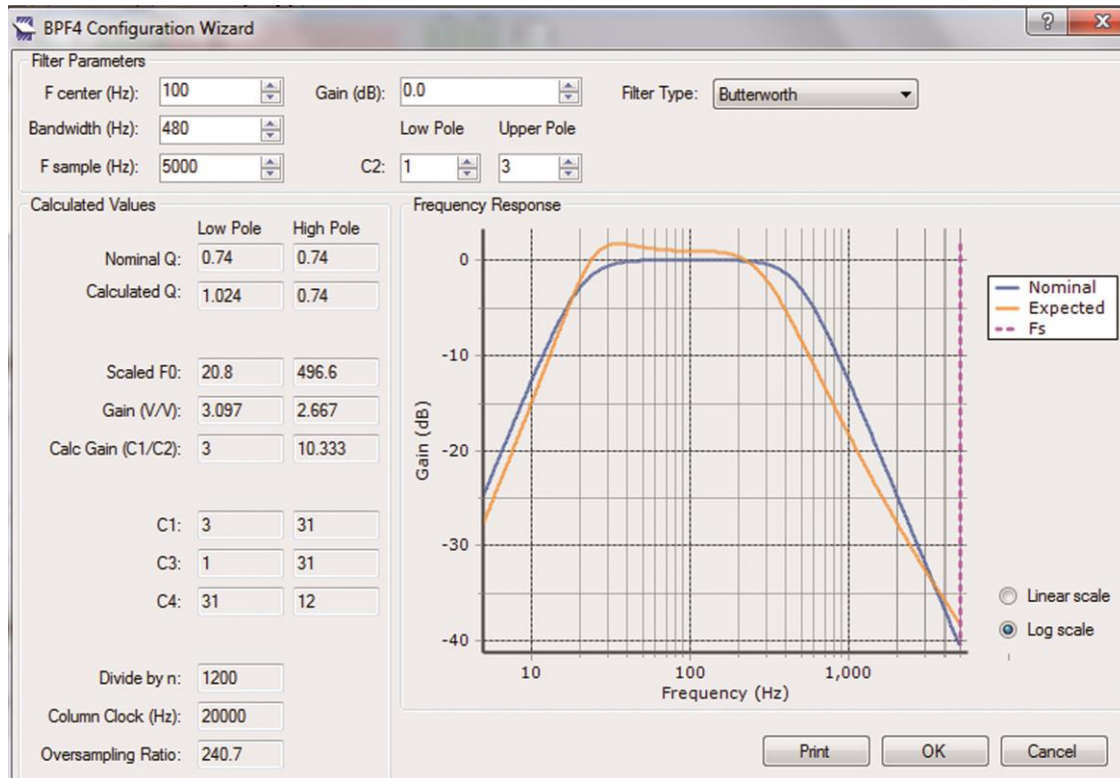 BPF4 Configuration Wizard
Filter Parameters
F center (Hz): 100 Gain (dB): 0.0 Filter Type: Butterworth
Bandwidth (Hz): 480 Low Pole Upper Pole
F sample (Hz): 5000 C2: 1 3
Calculated Values
Low Pole High Pole
Nominal Q: 0.74 0.74
Calculated Q: 1.024 0.74
Scaled F0: 20.8 496.6
Gain (V/V): 3.097 2.667
Calc Gain (C1/C2): 3 10.333
C1: 3 31
C3: 1 31
C4: 31 12
Divide by n: 1200
Column Clock (Hz): 20000
Oversampling Ratio: 240.7
Frequency Response
0
-10
-20
-30
-40
Gain (dB)
10 100 1,000
Frequency (Hz)
Nominal
Expected
Fs
Linear scale
Log scale
Print OK Cancel